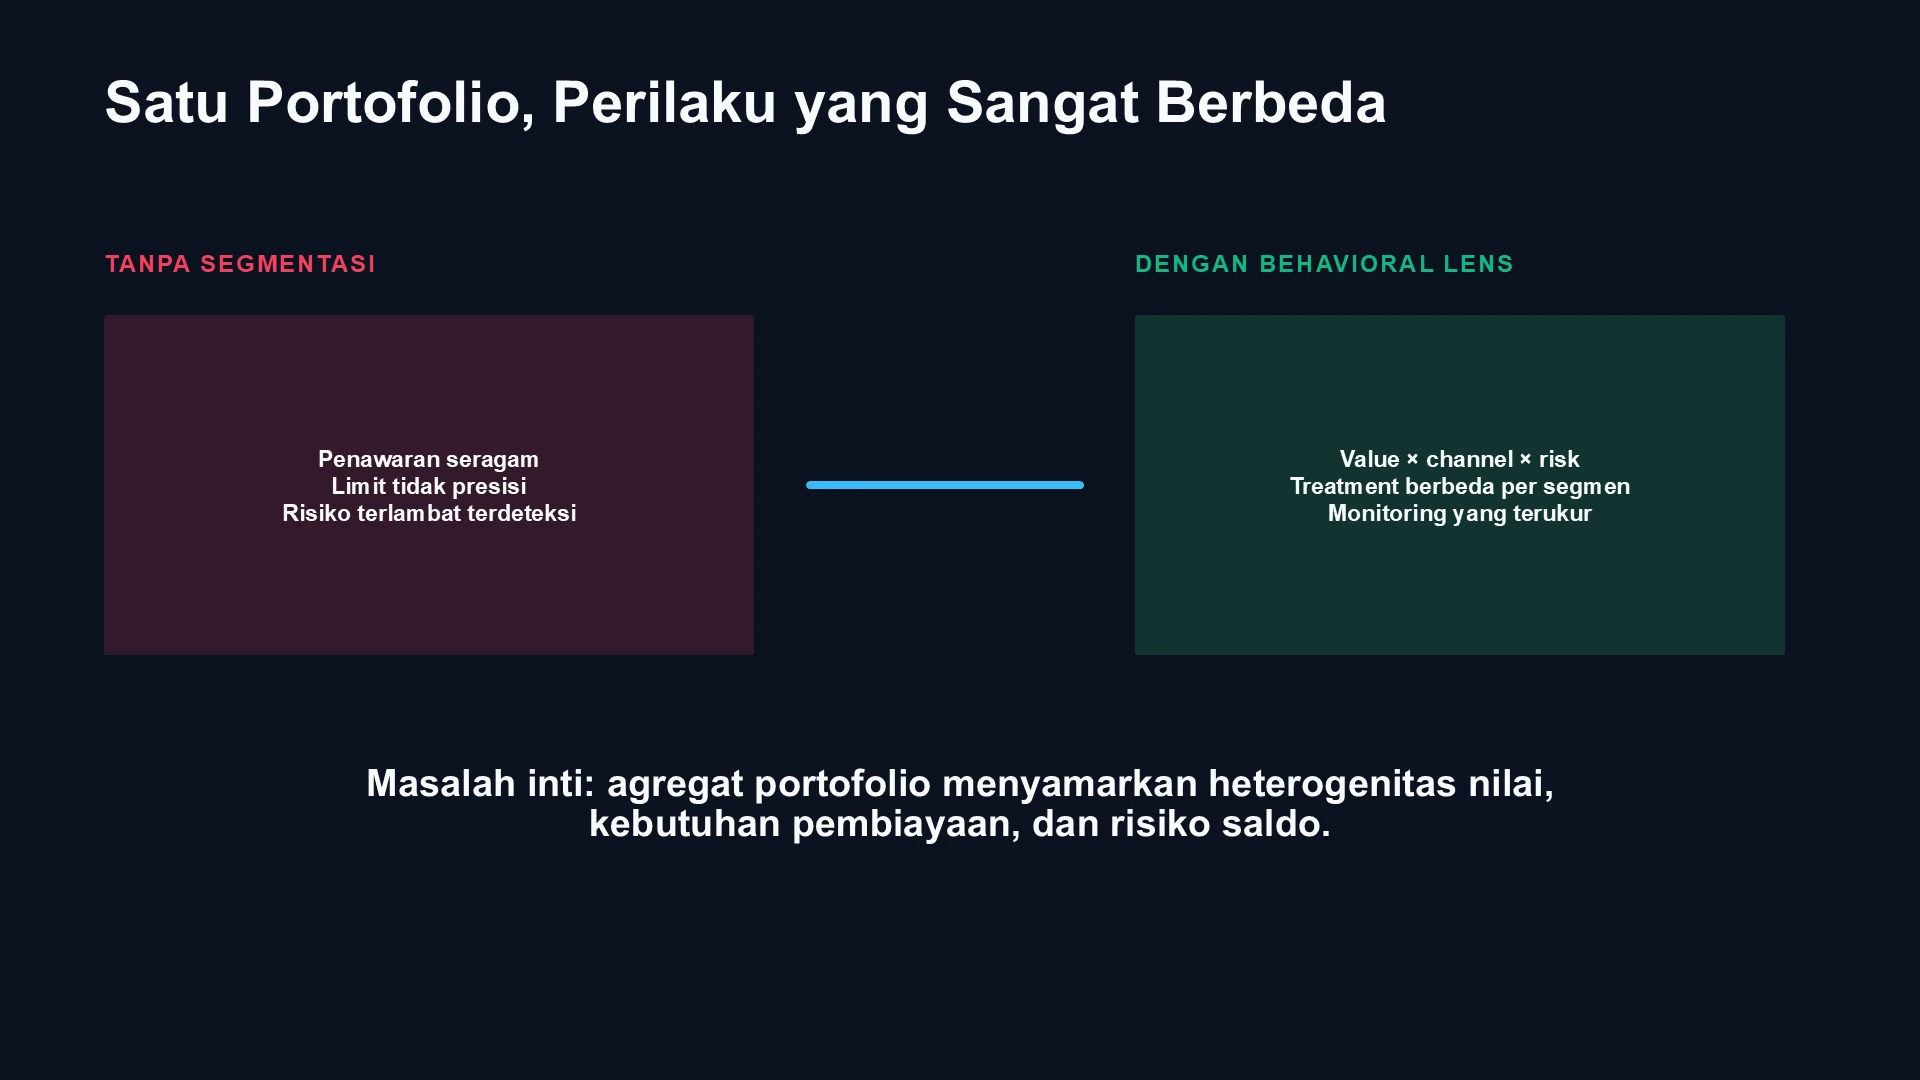 Satu Portofolio, Perilaku yang Sangat Berbeda
TANPA SEGMENTASI
Penawaran seragam
Limit tidak presisi
Risiko terlambat terdeteksi
DENGAN BEHAVIORAL LENS
Value × channel × risk
Treatment berbeda per segmen
Monitoring yang terukur
Masalah inti: agregat portofolio menyamarkan heterogenitas nilai,
kebutuhan pembiayaan, dan risiko saldo.